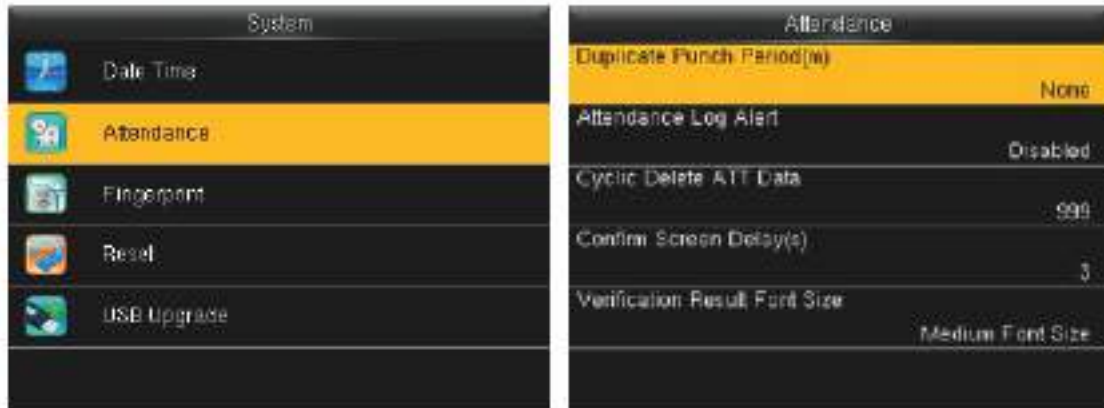 System
Date Time
Attendance
Fingerprint
Reset
USB Upgrade
Attendance
Duplicate Punch Period(m)
None
Attendance Log Alert
Disabled
Cyclic Delete ATT Data
999
Confirm Screen Delay(s)
3
Verification Result Font Size
Medium Font Size